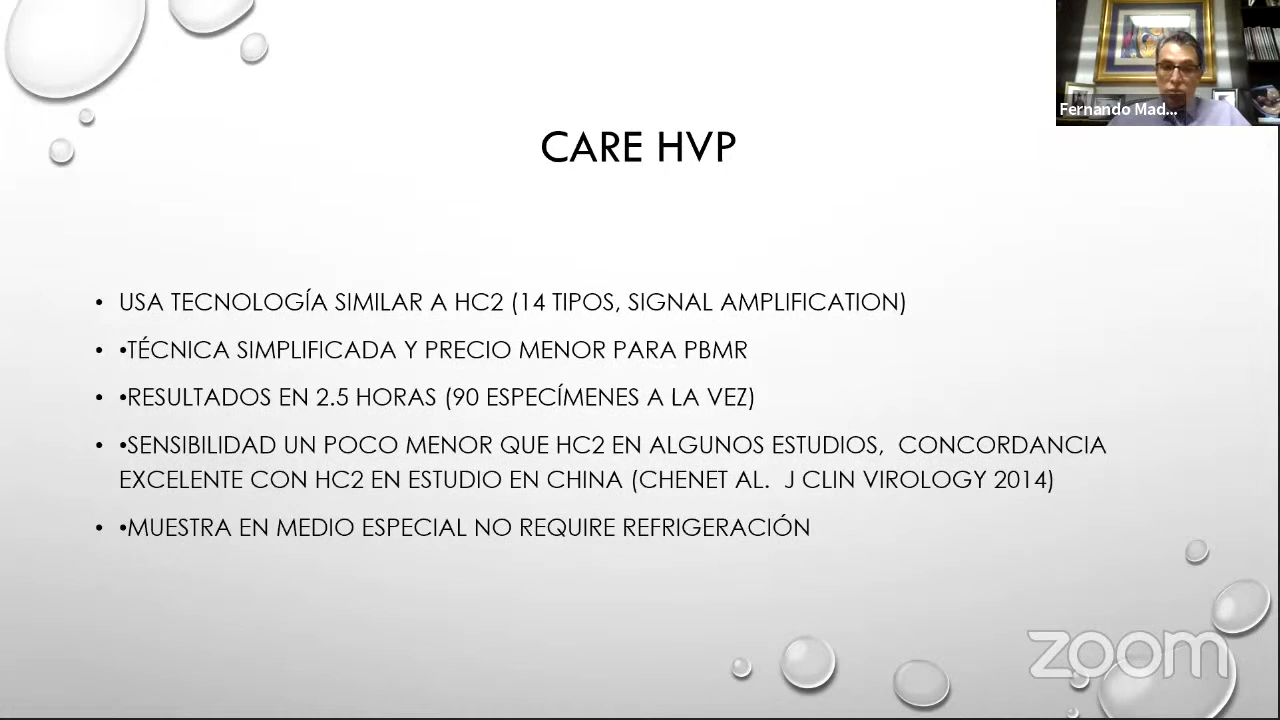 Fernando Mad...
CARE HVP
• USA TECNOLOGÍA SIMILAR A HC2 (14 TIPOS, SIGNAL AMPLIFICATION)
• •TÉCNICA SIMPLIFICADA Y PRECIO MENOR PARA PBMR
• •RESULTADOS EN 2.5 HORAS (90 ESPECÍMENES A LA VEZ)
• •SENSIBILIDAD UN POCO MENOR QUE HC2 EN ALGUNOS ESTUDIOS, CONCORDANCIA
EXCELENTE CON HC2 EN ESTUDIO EN CHINA (CHENET AL. J CLIN VIROLOGY 2014)
• •MUESTRA EN MEDIO ESPECIAL NO REQUIRE REFRIGERACIÓN
zoom